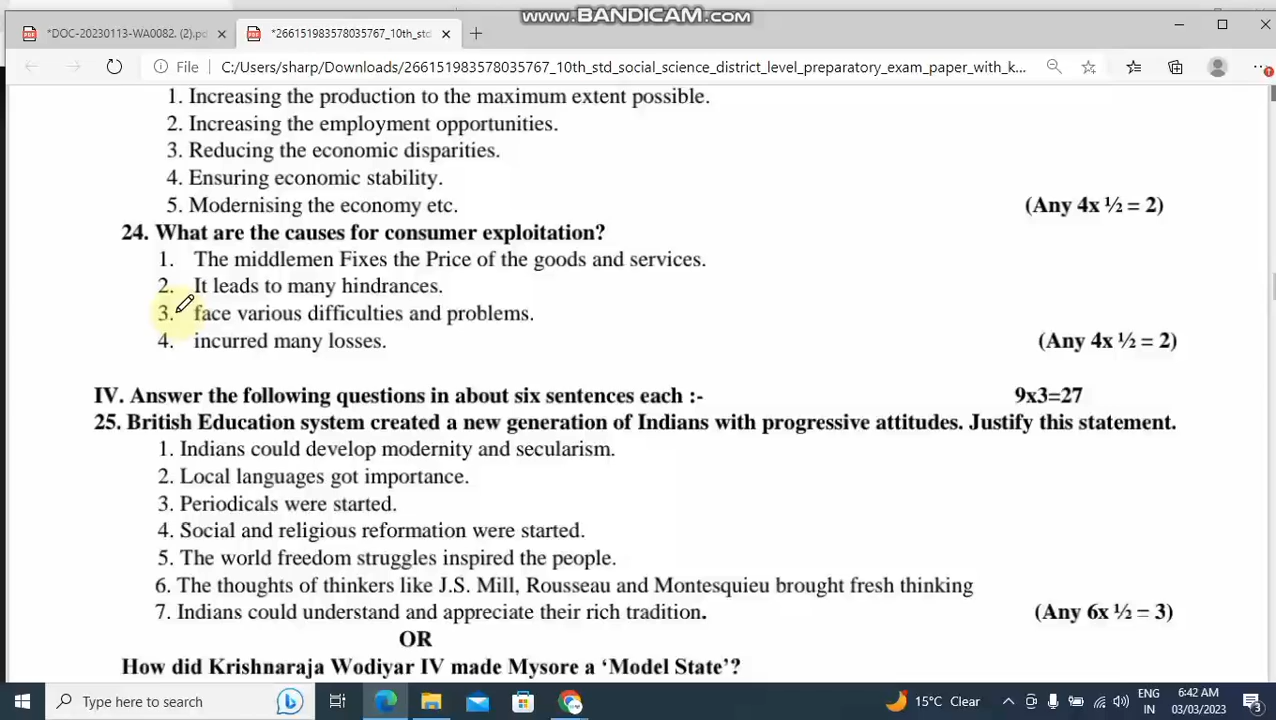 www.BANDICAM.com
*DOC-20230113-WA0082. (2).pd
*266151983578035767_10th_std
File
C:/Users/sharp/Downloads/266151983578035767_10th_std_social_science_district_level_preparatory_exam_paper_with_k...
1. Increasing the production to the maximum extent possible.
2. Increasing the employment opportunities.
3. Reducing the economic disparities.
4. Ensuring economic stability.
5. Modernising the economy etc. (Any 4x ½ = 2)
24. What are the causes for consumer exploitation?
1. The middlemen Fixes the Price of the goods and services.
2. It leads to many hindrances.
3. face various difficulties and problems.
4. incurred many losses. (Any 4x ½ = 2)
IV. Answer the following questions in about six sentences each :- 9x3=27
25. British Education system created a new generation of Indians with progressive attitudes. Justify this statement.
1. Indians could develop modernity and secularism.
2. Local languages got importance.
3. Periodicals were started.
4. Social and religious reformation were started.
5. The world freedom struggles inspired the people.
6. The thoughts of thinkers like J.S. Mill, Rousseau and Montesquieu brought fresh thinking
7. Indians could understand and appreciate their rich tradition. (Any 6x ½ = 3)
OR
How did Krishnaraja Wodiyar IV made Mysore a ‘Model State’?
Type here to search
15°C Clear
ENG
IN
6:42 AM
03/03/2023
3